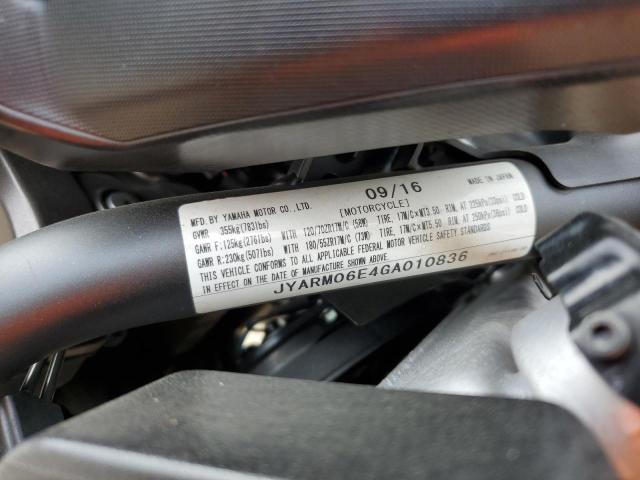 09/16
MADE IN JAPAN
MFD. BY YAMAHA MOTOR CO., LTD. [MOTORCYCLE]
GVWR 355kg(783lbs)
GAWR F:125kg(276lbs) WITH 120/70ZR17M/C (58W) TIRE, 17M/C×MT3.50 RIM, AT 225kPa(33psi) COLD
GAWR R:230kg(507lbs) WITH 180/55ZR17M/C (73W) TIRE, 17M/C×MT5.50 RIM, AT 250kPa(36psi) COLD
THIS VEHICLE CONFORMS TO ALL APPLICABLE FEDERAL MOTOR VEHICLE SAFETY STANDARDS
IN EFFECT ON THE DATE OF MANUFACTURE SHOWN ABOVE.
JYARM06E4GA010836